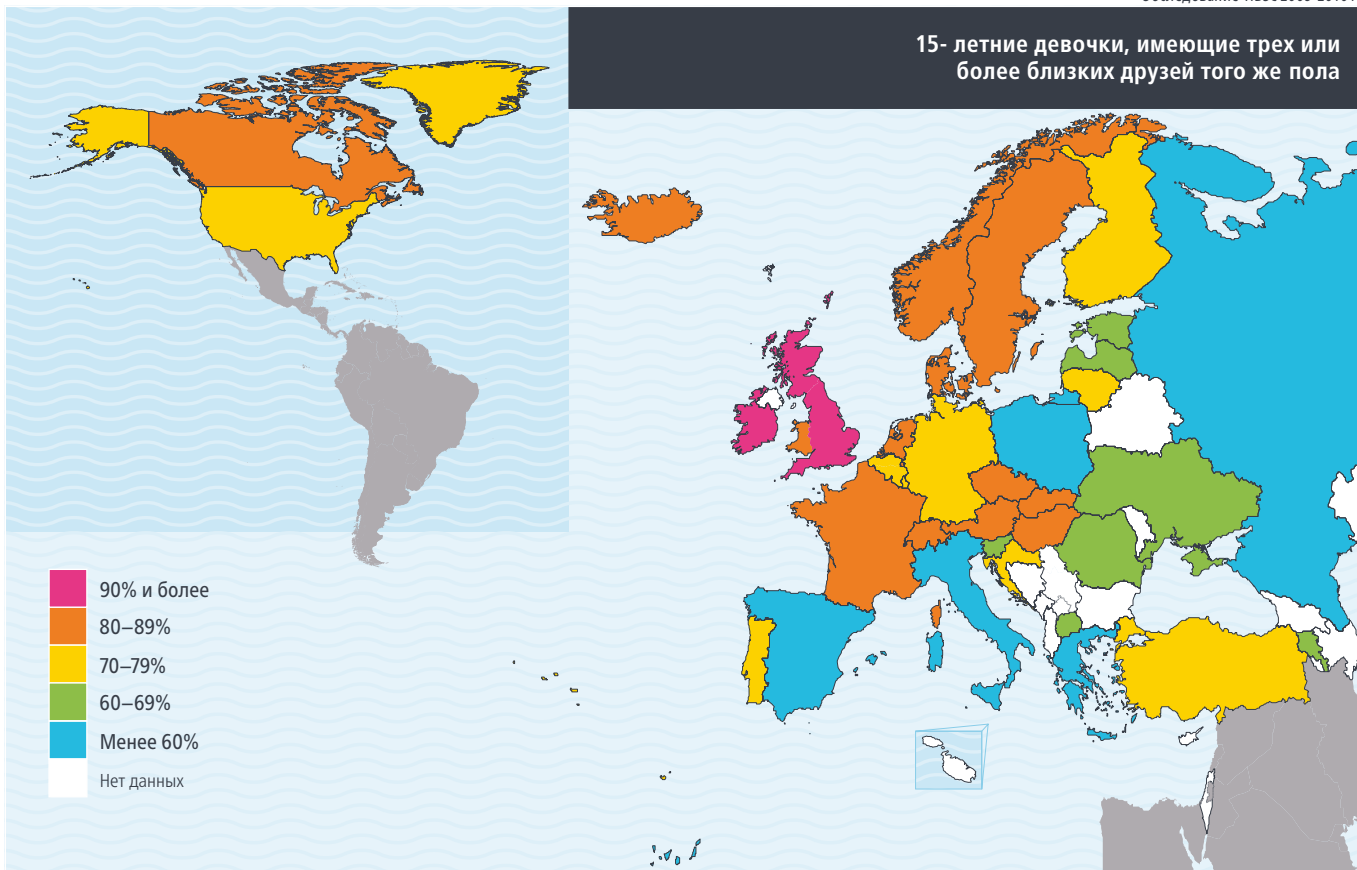 15- летние девочки, имеющие трех или
более близких друзей того же пола
90% и более
80–89%
70–79%
60–69%
Менее 60%
Нет данных